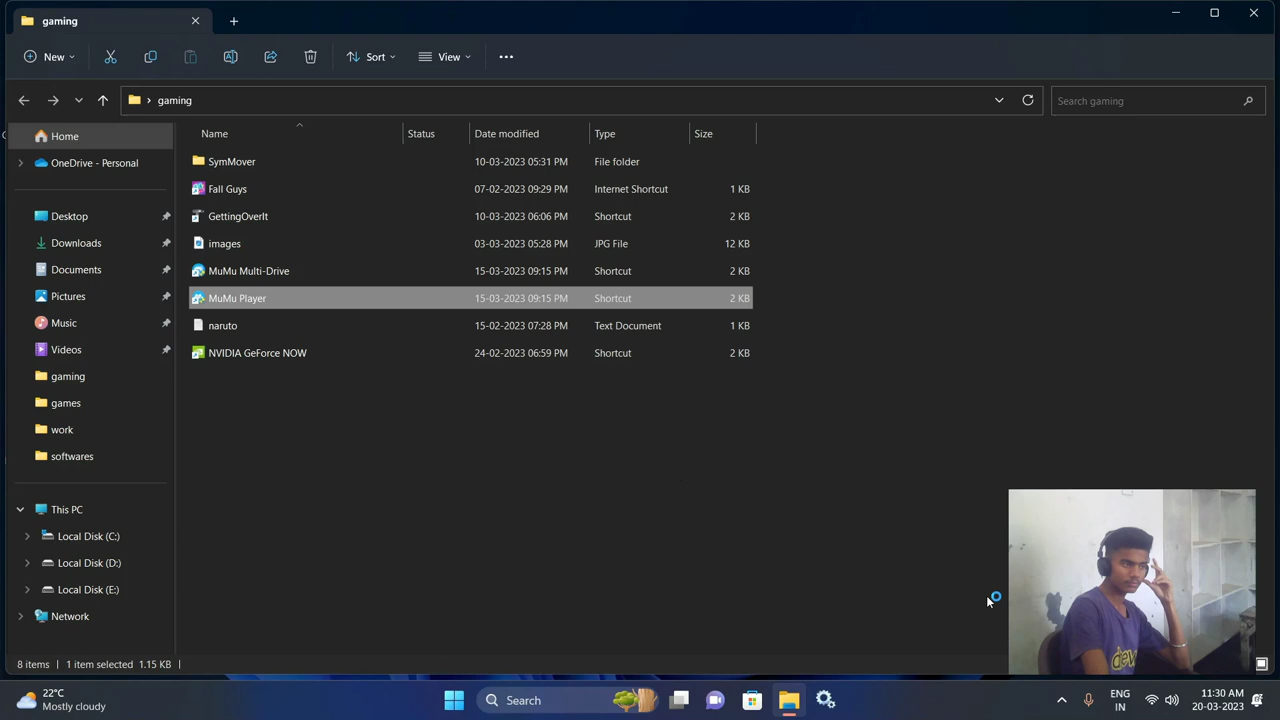 gaming
New
Sort
View
gaming
Search gaming
Name Status Date modified Type Size
Home
OneDrive - Personal
Desktop
Downloads
Documents
Pictures
Music
Videos
gaming
games
work
softwares
This PC
Local Disk (C:)
Local Disk (D:)
Local Disk (E:)
Network
SymMover 10-03-2023 05:31 PM File folder
Fall Guys 07-02-2023 09:29 PM Internet Shortcut 1 KB
GettingOverIt 10-03-2023 06:06 PM Shortcut 2 KB
images 03-03-2023 05:28 PM JPG File 12 KB
MuMu Multi-Drive 15-03-2023 09:15 PM Shortcut 2 KB
MuMu Player 15-03-2023 09:15 PM Shortcut 2 KB
naruto 15-02-2023 07:28 PM Text Document 1 KB
NVIDIA GeForce NOW 24-02-2023 06:59 PM Shortcut 2 KB
8 items 1 item selected 1.15 KB
22°C
Mostly cloudy
Search
ENG
IN
11:30 AM
20-03-2023